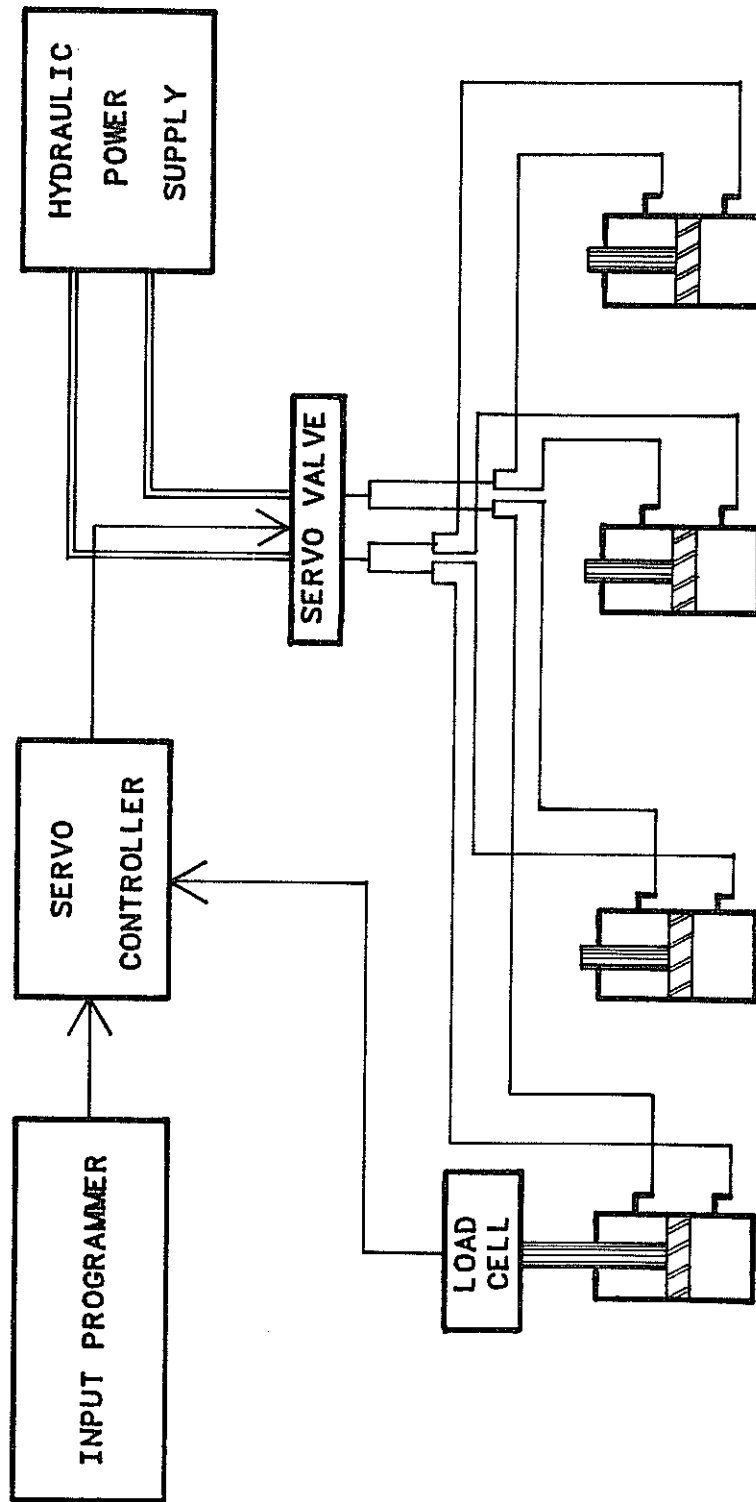 INPUT PROGRAMMER
SERVO
CONTROLLER
HYDRAULIC
POWER
SUPPLY
SERVO VALVE
LOAD
CELL